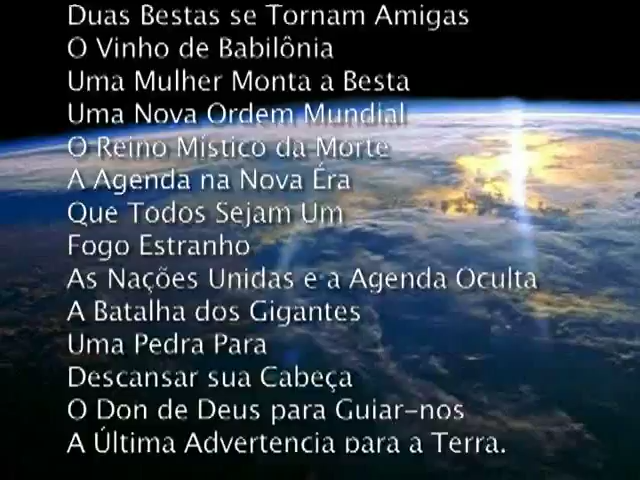 Duas Bestas se Tornam Amigas
O Vinho de Babilônia
Uma Mulher Monta a Besta
Uma Nova Ordem Mundial
O Reino Místico da Morte
A Agenda na Nova Éra
Que Todos Sejam Um
Fogo Estranho
As Nações Unidas e a Agenda Oculta
A Batalha dos Gigantes
Uma Pedra Para
Descansar sua Cabeça
O Don de Deus para Guiar-nos
A Última Advertencia para a Terra.